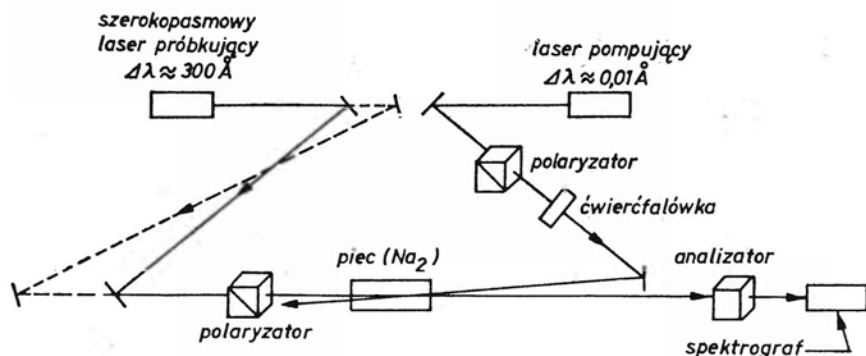 szerokopasmowy
laser próbkujący
Δλ ≈ 300 Å
laser pompujący
Δλ ≈ 0,01 Å
polaryzator
ćwierćfalówka
piec (Na₂)
analizator
polaryzator
spektrograf